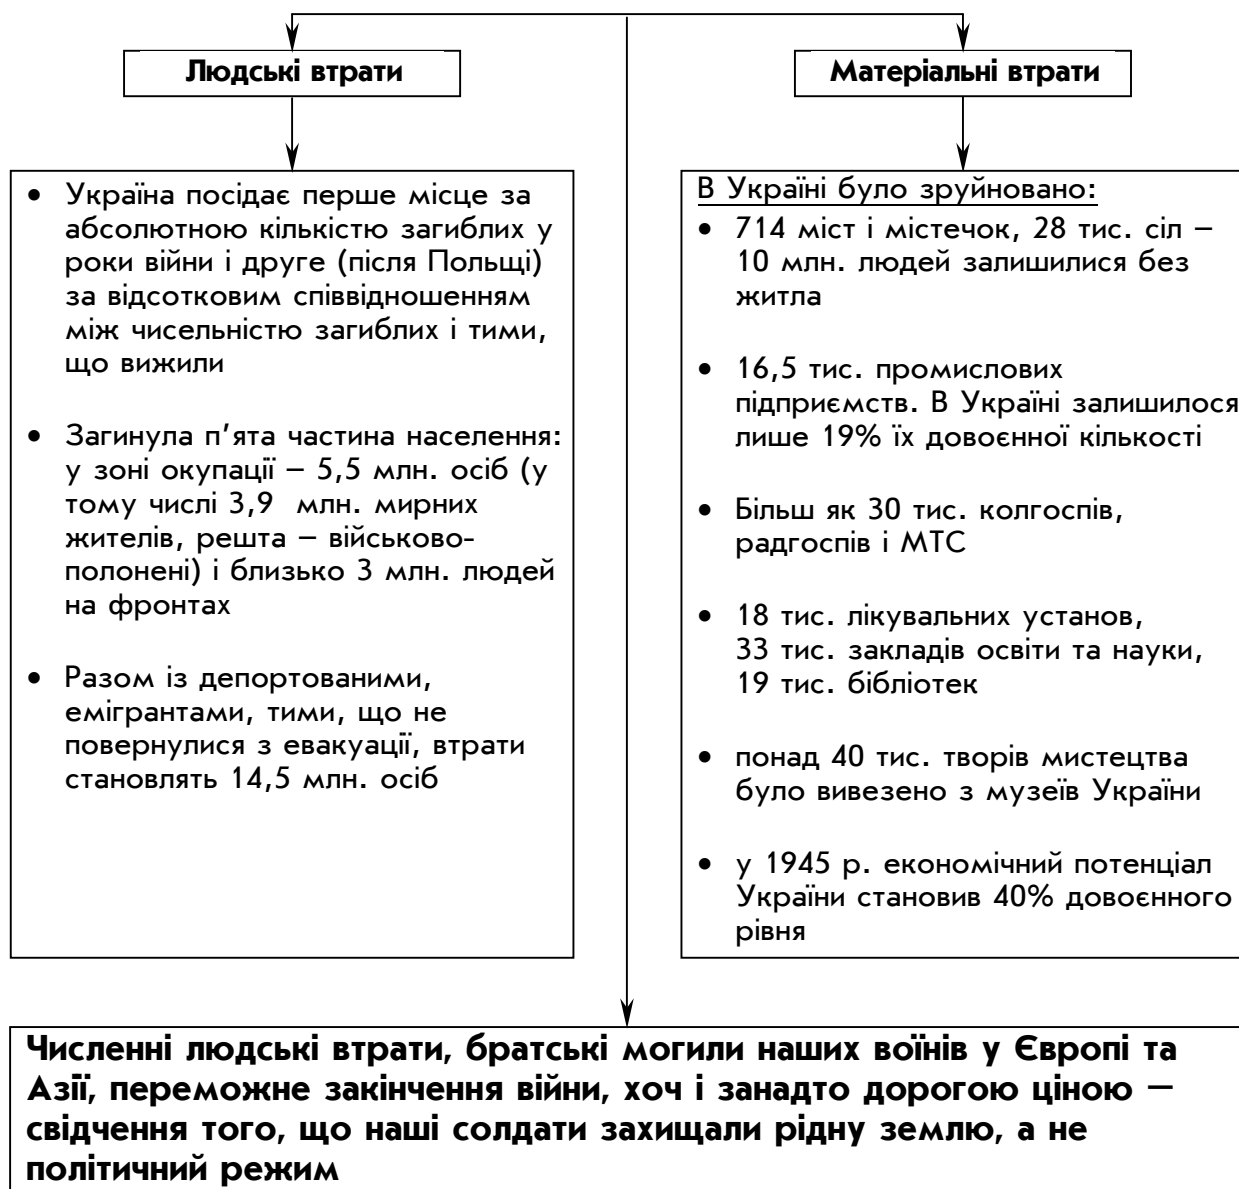 Людські втрати
Матеріальні втрати
• Україна посідає перше місце за
абсолютною кількістю загиблих у
роки війни і друге (після Польщі)
за відсотковим співвідношенням
між чисельністю загиблих і тими,
що вижили
• Загинула п’ята частина населення:
у зоні окупації – 5,5 млн. осіб (у
тому числі 3,9 млн. мирних
жителів, решта – військово-
полонені) і близько 3 млн. людей
на фронтах
• Разом із депортованими,
емігрантами, тими, що не
повернулися з евакуації, втрати
становлять 14,5 млн. осіб
В Україні було зруйновано:
• 714 міст і містечок, 28 тис. сіл –
10 млн. людей залишилися без
житла
• 16,5 тис. промислових
підприємств. В Україні залишилося
лише 19% їх довоєнної кількості
• Більш як 30 тис. колгоспів,
радгоспів і МТС
• 18 тис. лікувальних установ,
33 тис. закладів освіти та науки,
19 тис. бібліотек
• понад 40 тис. творів мистецтва
було вивезено з музеїв України
• у 1945 р. економічний потенціал
України становив 40% довоєнного
рівня
Численні людські втрати, братські могили наших воїнів у Європі та
Азії, переможне закінчення війни, хоч і занадто дорогою ціною –
свідчення того, що наші солдати захищали рідну землю, а не
політичний режим